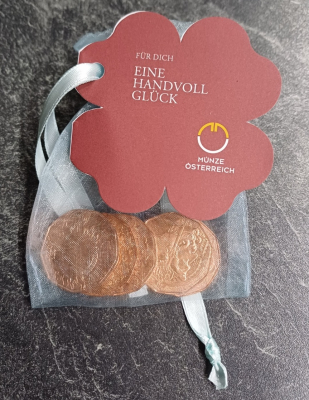 FÜR DICH
EINE
HANDVOLL
GLÜCK
MÜNZE
ÖSTERREICH